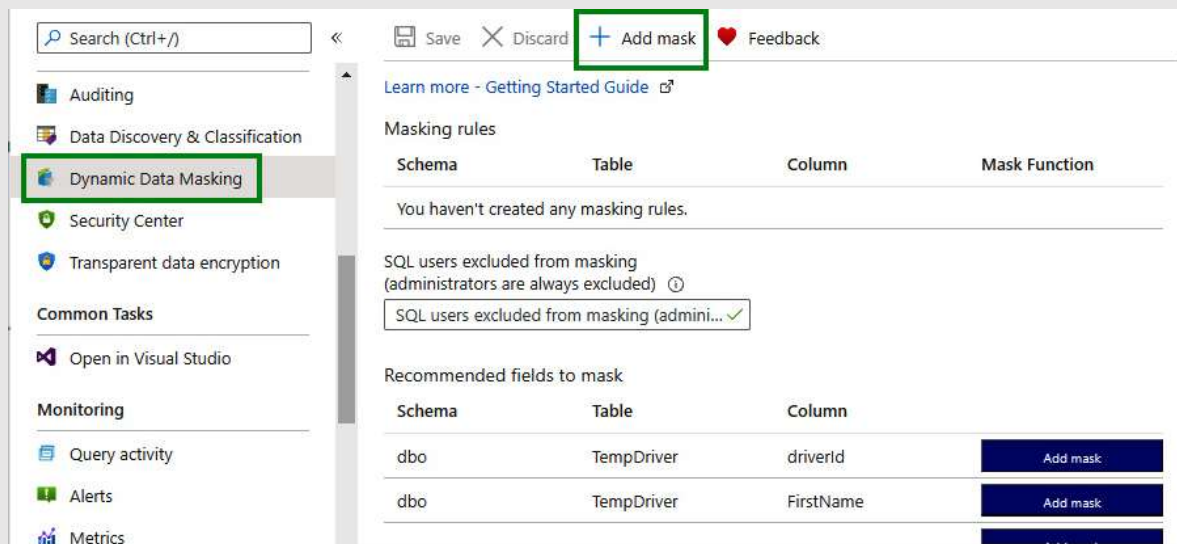 Search (Ctrl+/)
«
Save
Discard
Add mask
Feedback
Auditing
Data Discovery & Classification
Dynamic Data Masking
Security Center
Transparent data encryption
Common Tasks
Open in Visual Studio
Monitoring
Query activity
Alerts
Metrics
Learn more - Getting Started Guide
Masking rules
Schema Table Column Mask Function
You haven't created any masking rules.
SQL users excluded from masking
(administrators are always excluded)
SQL users excluded from masking (admini...
Recommended fields to mask
Schema Table Column
dbo TempDriver driverId Add mask
dbo TempDriver FirstName Add mask